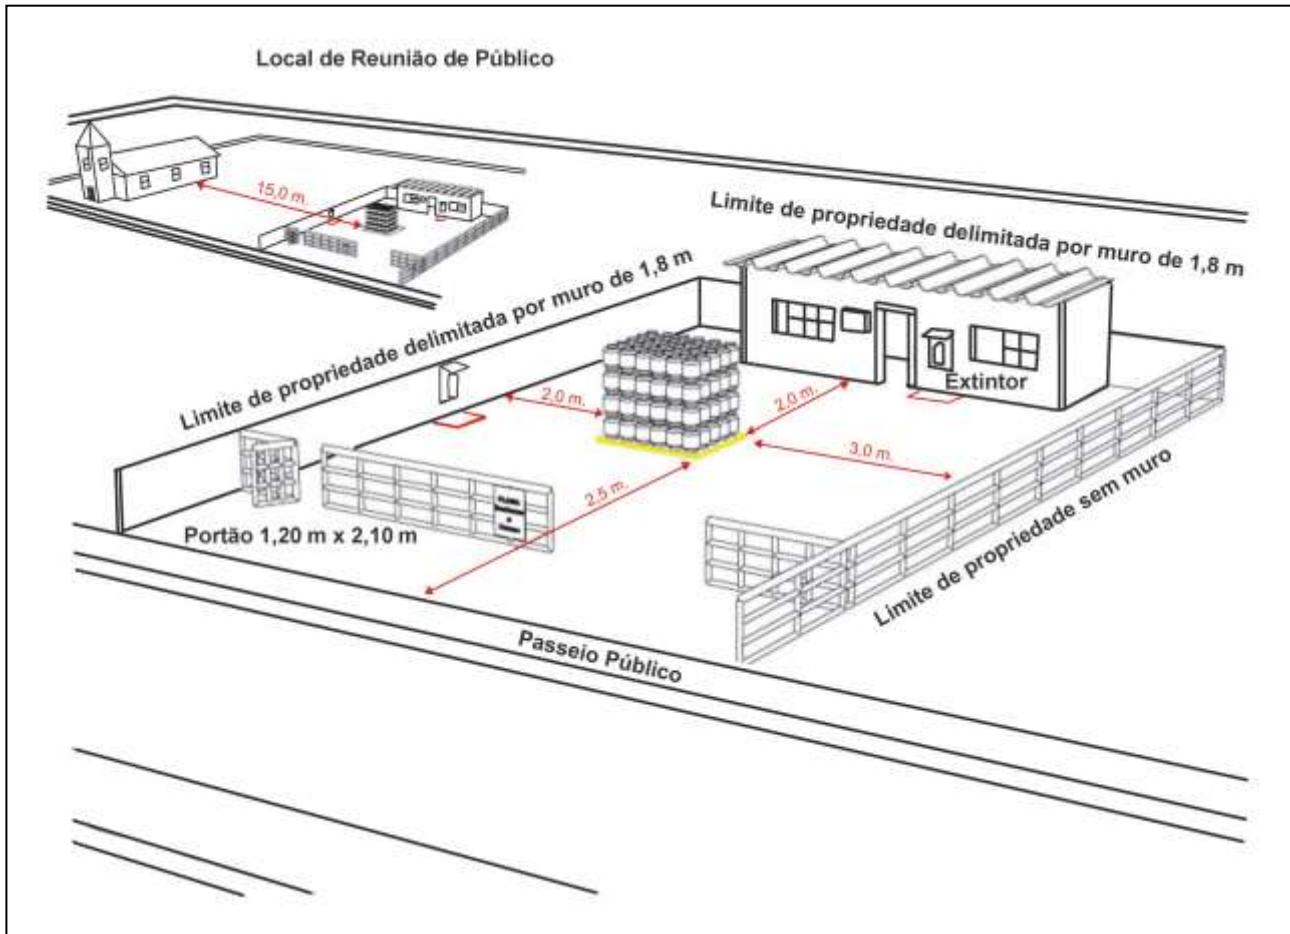 Local de Reunião de Público
15,0 m.
Limite de propriedade delimitada por muro de 1,8 m
Limite de propriedade delimitada por muro de 1,8 m
Extintor
2,0 m.
2,0 m.
3,0 m.
2,5 m.
Portão 1,20 m x 2,10 m
Limite de propriedade sem muro
Passeio Público